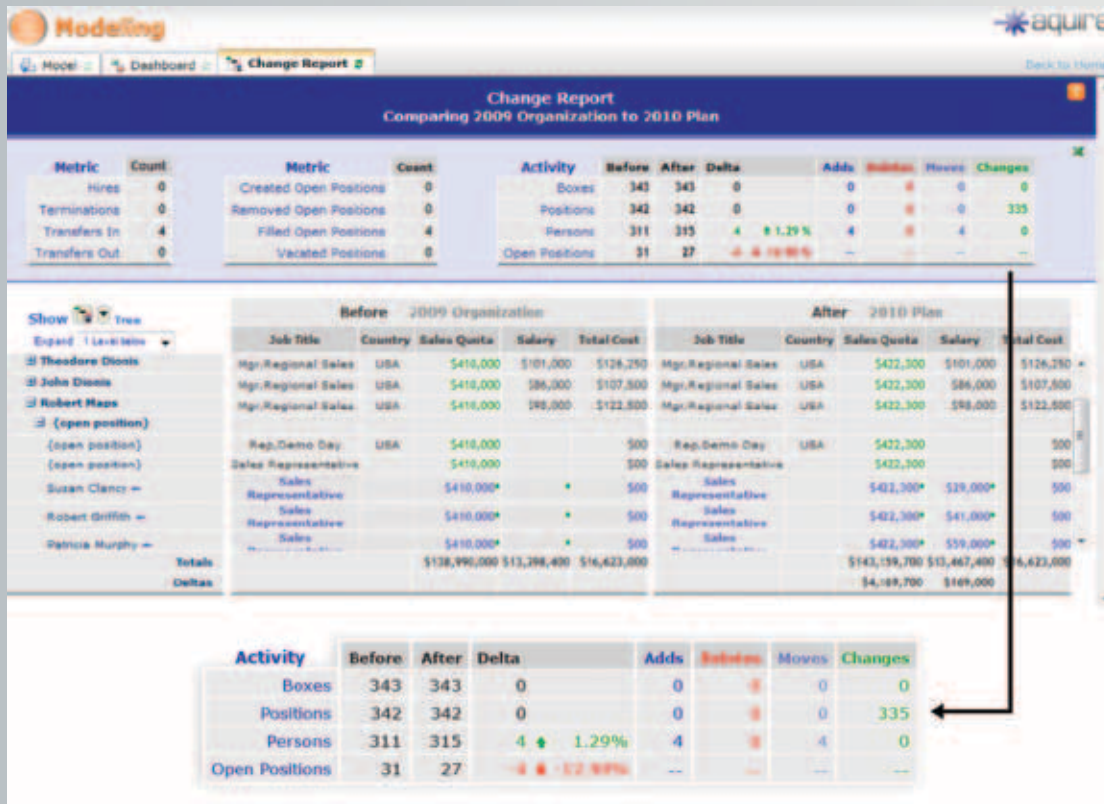 Modeling
aquire
Model
Dashboard
Change Report
Back to Home
Change Report
Comparing 2009 Organization to 2010 Plan
Metric Count
Hires 0
Terminations 0
Transfers In 4
Transfers Out 0
Metric Count
Created Open Positions 0
Removed Open Positions 0
Filled Open Positions 4
Vacated Positions 0
Activity Before After Delta Adds Moves Changes
Boxes 343 343 0 0 0 0
Positions 342 342 0 0 0 335
Persons 311 315 4 1.29 % 4 4 0
Open Positions 31 27 -- -- --
Show Tree
Expand 1 Level below
Before 2009 Organization
After 2010 Plan
Job Title Country Sales Quota Salary Total Cost Job Title Country Sales Quota Salary Total Cost
Theodore Dionis Mgr.Regional Sales USA $410,000 $101,000 $126,250 Mgr.Regional Sales USA $422,300 $101,000 $126,250
John Dionis Mgr.Regional Sales USA $410,000 $86,000 $107,500 Mgr.Regional Sales USA $422,300 $86,000 $107,500
Robert Maps Mgr.Regional Sales USA $410,000 $98,000 $122,500 Mgr.Regional Sales USA $422,300 $98,000 $122,500
(open position)
(open position) Rep.Demo Day USA $410,000 $00 Rep.Demo Day USA $422,300 $00
(open position) Sales Representative $410,000 $00 Sales Representative $422,300 $00
Susan Clancy Sales Representative $410,000 $00 Sales Representative $422,300 $29,000 $00
Robert Griffith Sales Representative $410,000 $00 Sales Representative $422,300 $41,000 $00
Patricia Murphy Sales $410,000 $00 Sales $422,300 $59,000 $00
Totals $138,990,000 $13,298,400 $16,623,000 $143,159,700 $13,467,400 $16,623,000
Deltas $4,169,700 $169,000
Activity Before After Delta Adds Moves Changes
Boxes 343 343 0 0 0 0
Positions 342 342 0 0 0 335
Persons 311 315 4 1.29% 4 4 0
Open Positions 31 27 -- -- -- --